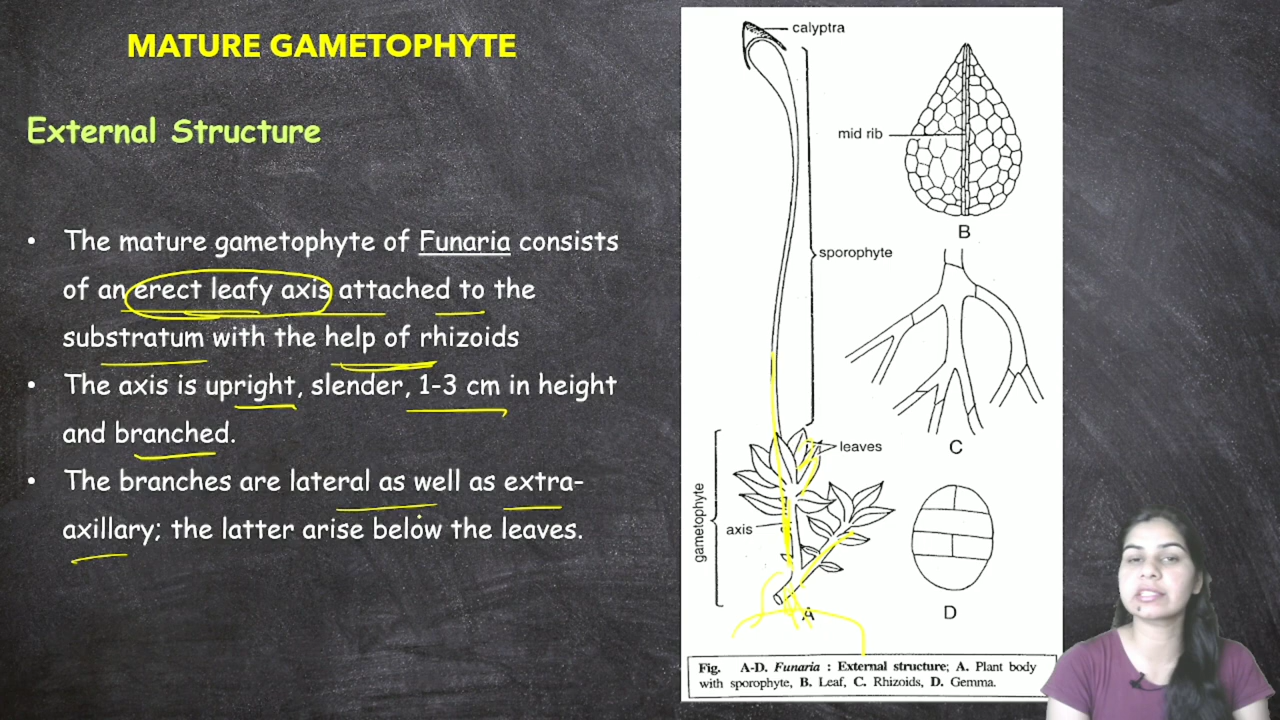 MATURE GAMETOPHYTE
External Structure
• The mature gametophyte of Funaria consists
of an erect leafy axis attached to the
substratum with the help of rhizoids
• The axis is upright, slender, 1-3 cm in height
and branched.
• The branches are lateral as well as extra-
axillary; the latter arise below the leaves.
calyptra
mid rib
B
sporophyte
C
leaves
gametophyte
axis
A
D
Fig. A-D. Funaria : External structure; A. Plant body
with sporophyte, B. Leaf, C. Rhizoids, D. Gemma.